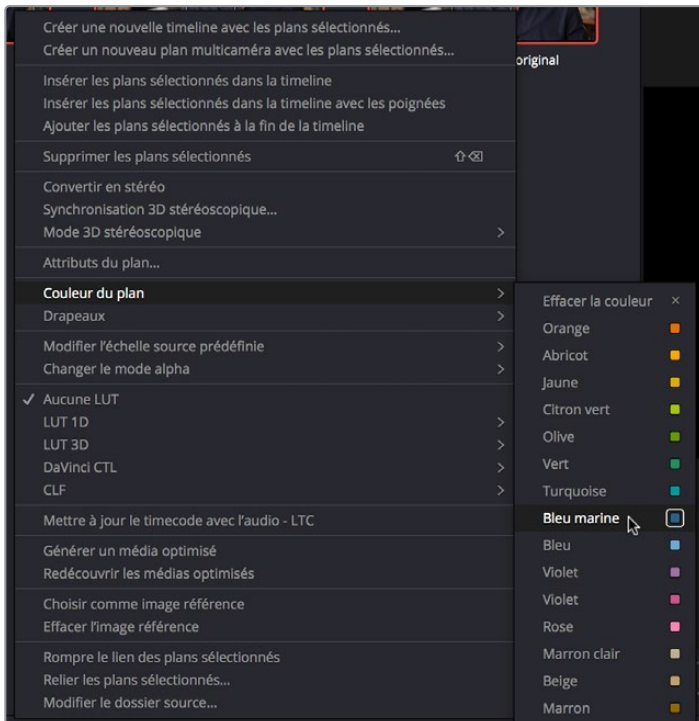 Créer une nouvelle timeline avec les plans sélectionnés...
Créer un nouveau plan multicaméra avec les plans sélectionnés...
original
Insérer les plans sélectionnés dans la timeline
Insérer les plans sélectionnés dans la timeline avec les poignées
Ajouter les plans sélectionnés à la fin de la timeline
Supprimer les plans sélectionnés
Convertir en stéréo
Synchronisation 3D stéréoscopique...
Mode 3D stéréoscopique
Attributs du plan...
Couleur du plan
Drapeaux
Modifier l’échelle source prédéfinie
Changer le mode alpha
Aucune LUT
LUT 1D
LUT 3D
DaVinci CTL
CLF
Mettre à jour le timecode avec l’audio - LTC
Générer un média optimisé
Redécouvrir les médias optimisés
Choisir comme image référence
Effacer l’image référence
Rompre le lien des plans sélectionnés
Relier les plans sélectionnés...
Modifier le dossier source...
Effacer la couleur
Orange
Abricot
Jaune
Citron vert
Olive
Vert
Turquoise
Bleu marine
Bleu
Violet
Violet
Rose
Marron clair
Beige
Marron